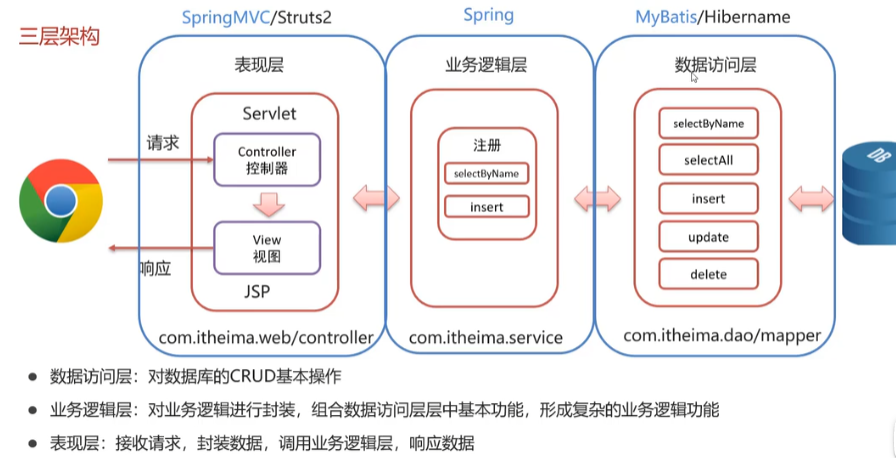 SpringMVC/Struts2
Spring
MyBatis/Hibername
三层架构
表现层
业务逻辑层
数据访问层
Servlet
请求
Controller
控制器
View
视图
响应
JSP
注册
selectByName
insert
selectByName
selectAll
insert
update
delete
DB
com.itheima.web/controller
com.itheima.service
com.itheima.dao/mapper
● 数据访问层：对数据库的CRUD基本操作
● 业务逻辑层：对业务逻辑进行封装，组合数据访问层层中基本功能，形成复杂的业务逻辑功能
● 表现层：接收请求，封装数据，调用业务逻辑层，响应数据